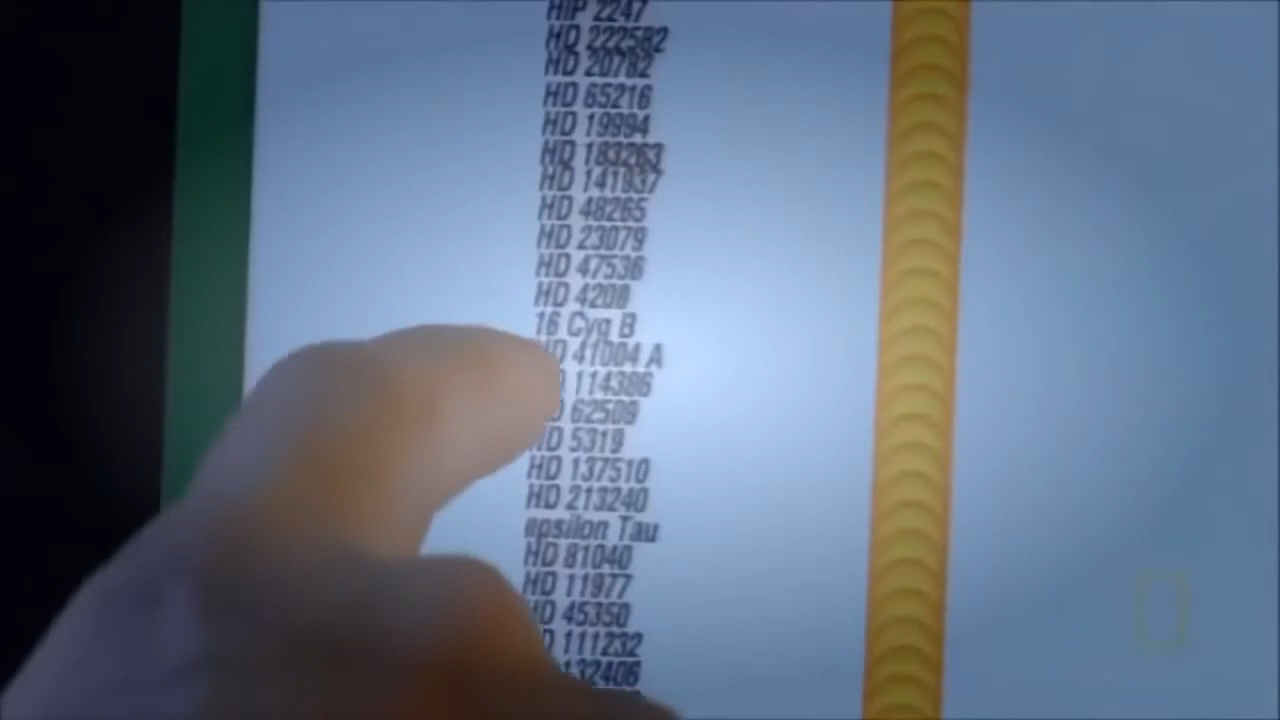 HIP 2247
HD 222582
HD 20782
HD 65216
HD 19994
HD 183263
HD 141937
HD 48265
HD 23079
HD 47536
HD 4208
16 Cyg B
HD 41004 A
114386
62509
HD 5319
HD 137510
HD 213240
epsilon Tau
HD 81040
HD 11977
HD 45350
111232
132406